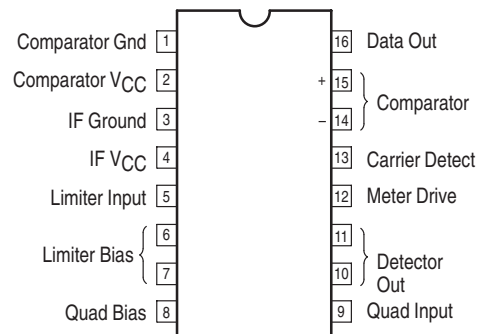 Comparator Gnd 1
16 Data Out
Comparator VCC 2
+ 15
Comparator
IF Ground 3
– 14
IF VCC 4
13 Carrier Detect
Limiter Input 5
12 Meter Drive
Limiter Bias
6
11
Detector
Out
7
10
Quad Bias 8
9 Quad Input